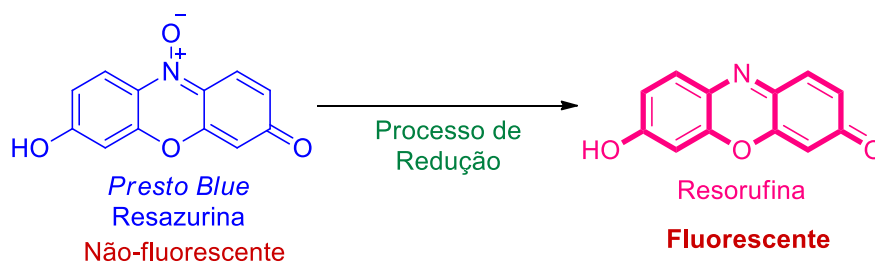 O⁻
N⁺
HO
O
O
Presto Blue
Resazurina
Não-fluorescente
Processo de
Redução
N
HO
O
O
Resorufina
Fluorescente